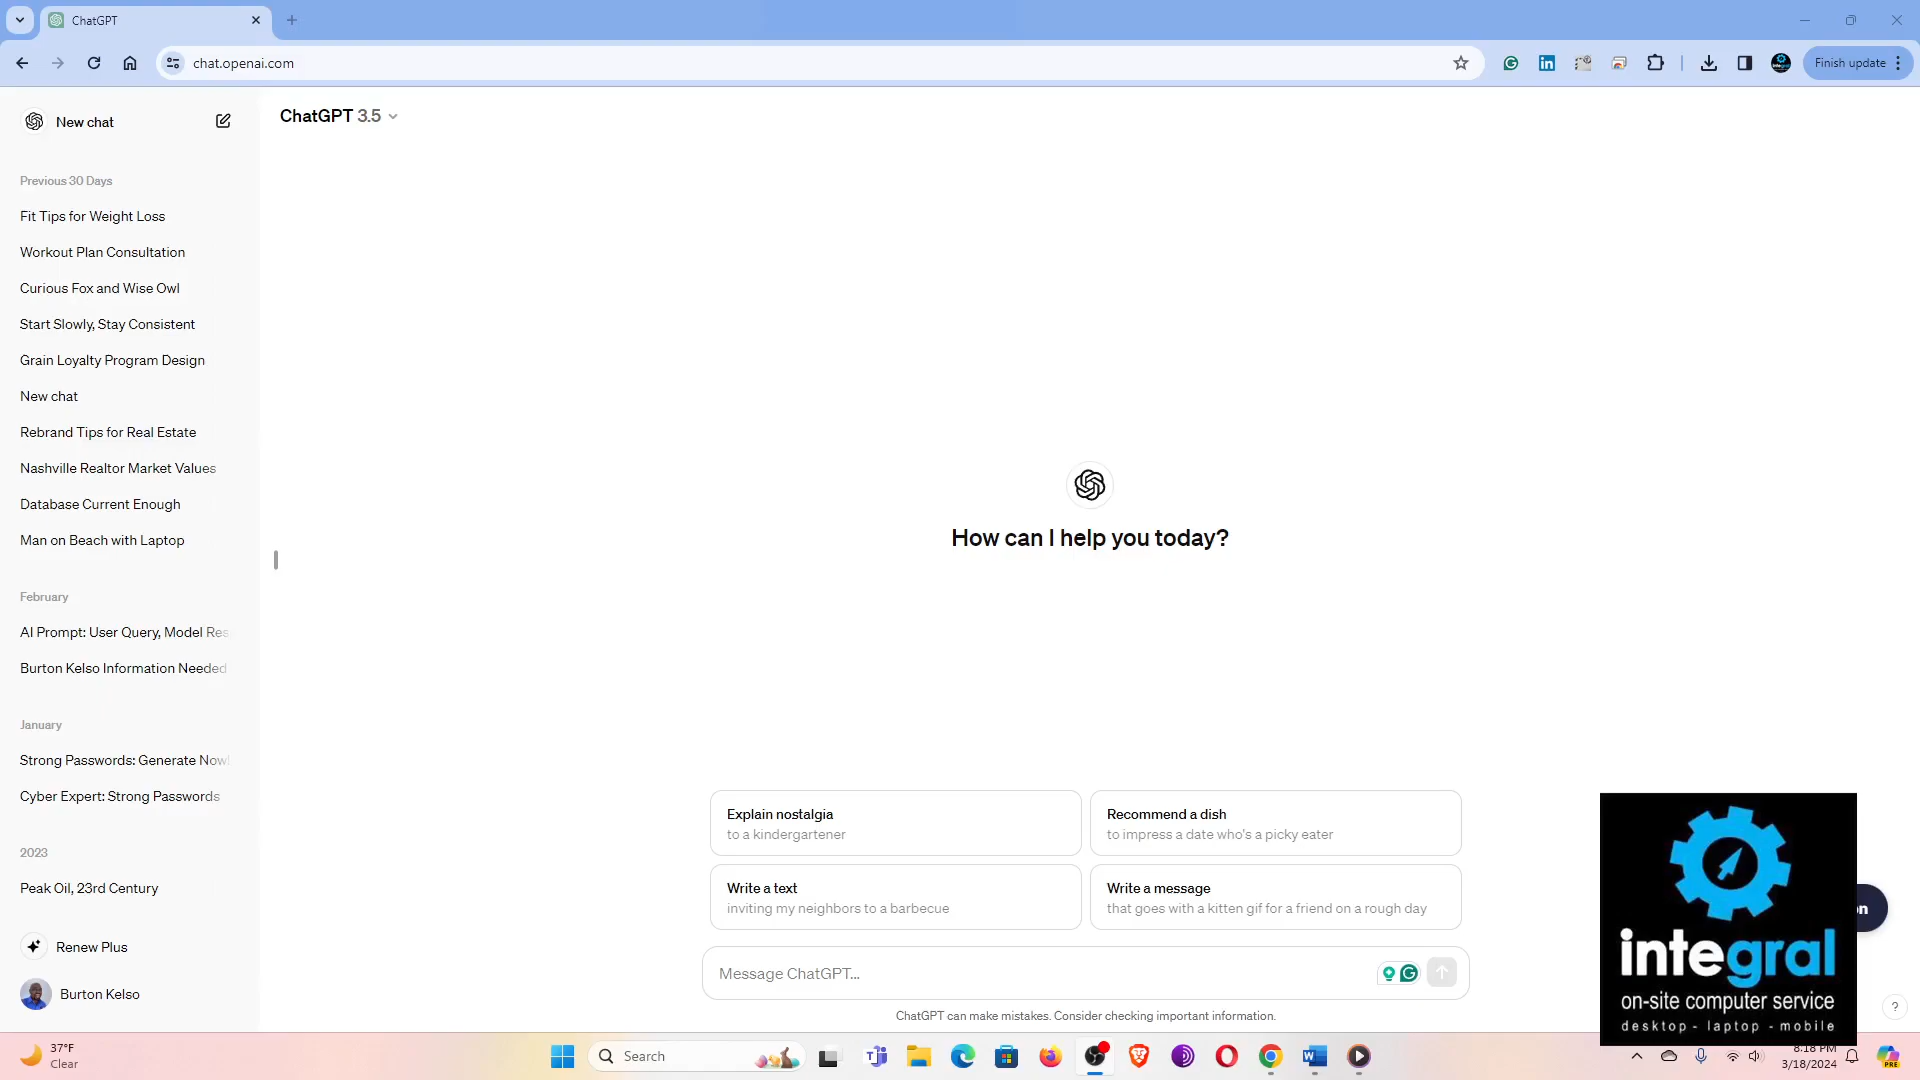 ChatGPT
chat.openai.com
Finish update
New chat
ChatGPT 3.5
Previous 30 Days
Fit Tips for Weight Loss
Workout Plan Consultation
Curious Fox and Wise Owl
Start Slowly, Stay Consistent
Grain Loyalty Program Design
New chat
Rebrand Tips for Real Estate
Nashville Realtor Market Values
Database Current Enough
Man on Beach with Laptop
February
AI Prompt: User Query, Model Res
Burton Kelso Information Needed
January
Strong Passwords: Generate Now!
Cyber Expert: Strong Passwords
2023
Peak Oil, 23rd Century
Renew Plus
Burton Kelso
How can I help you today?
Explain nostalgia
to a kindergartener
Recommend a dish
to impress a date who's a picky eater
Write a text
inviting my neighbors to a barbecue
Write a message
that goes with a kitten gif for a friend on a rough day
Message ChatGPT...
ChatGPT can make mistakes. Consider checking important information.
integral
on-site computer service
desktop - laptop - mobile
?
37°F
Clear
Search
8:18 PM
3/18/2024
PRE